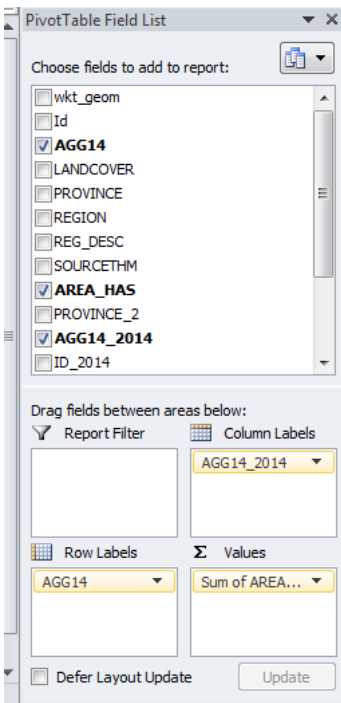 PivotTable Field List
Choose fields to add to report:
wkt_geom
Id
AGG14
LANDCOVER
PROVINCE
REGION
REG_DESC
SOURCETHM
AREA_HAS
PROVINCE_2
AGG14_2014
ID_2014
Drag fields between areas below:
Report Filter
Column Labels
AGG14_2014
Row Labels
Σ Values
AGG14
Sum of AREA...
Defer Layout Update
Update